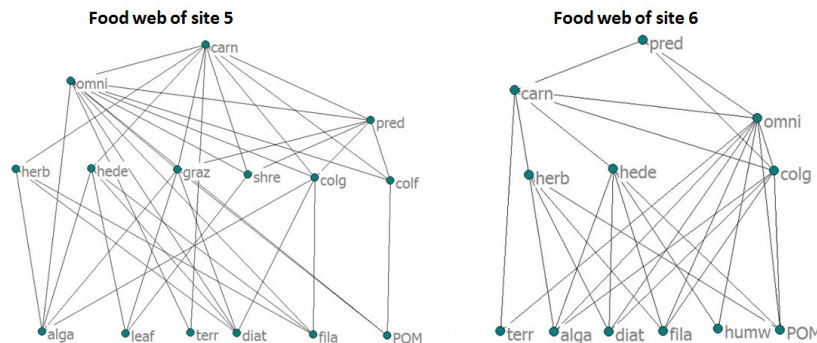 Food web of site 5
Food web of site 6
carn
omni
pred
herb
hede
graz
shre
colg
colf
alga
leaf
terr
diat
fila
POM
pred
carn
omni
herb
hede
colg
terr
alga
diat
fila
humw
POM